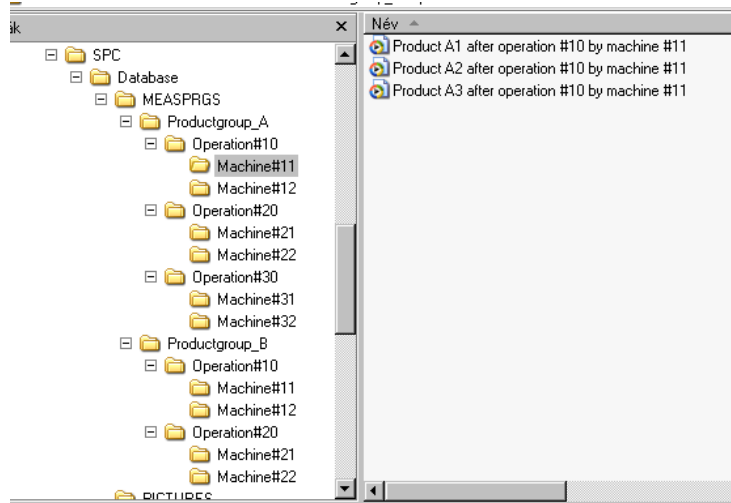 ák
SPC
Database
MEASPRGS
Productgroup_A
Operation#10
Machine#11
Machine#12
Operation#20
Machine#21
Machine#22
Operation#30
Machine#31
Machine#32
Productgroup_B
Operation#10
Machine#11
Machine#12
Operation#20
Machine#21
Machine#22
PICTURES
Név
Product A1 after operation #10 by machine #11
Product A2 after operation #10 by machine #11
Product A3 after operation #10 by machine #11